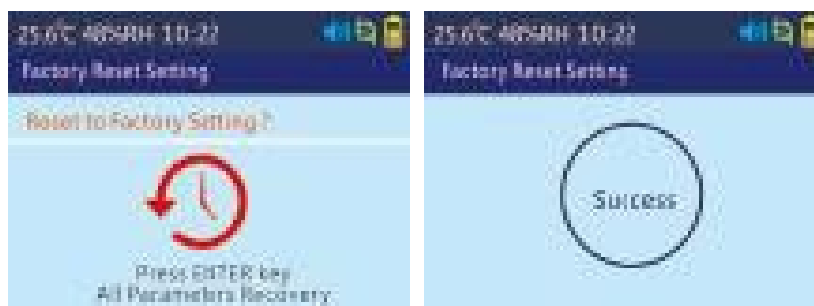 25.6℃ 48%RH 10:22
Factory Reset Setting
Reset to Factory Setting?
Press ENTER key
All Parameters Recovery
25.6℃ 48%RH 10:22
Factory Reset Setting
Success